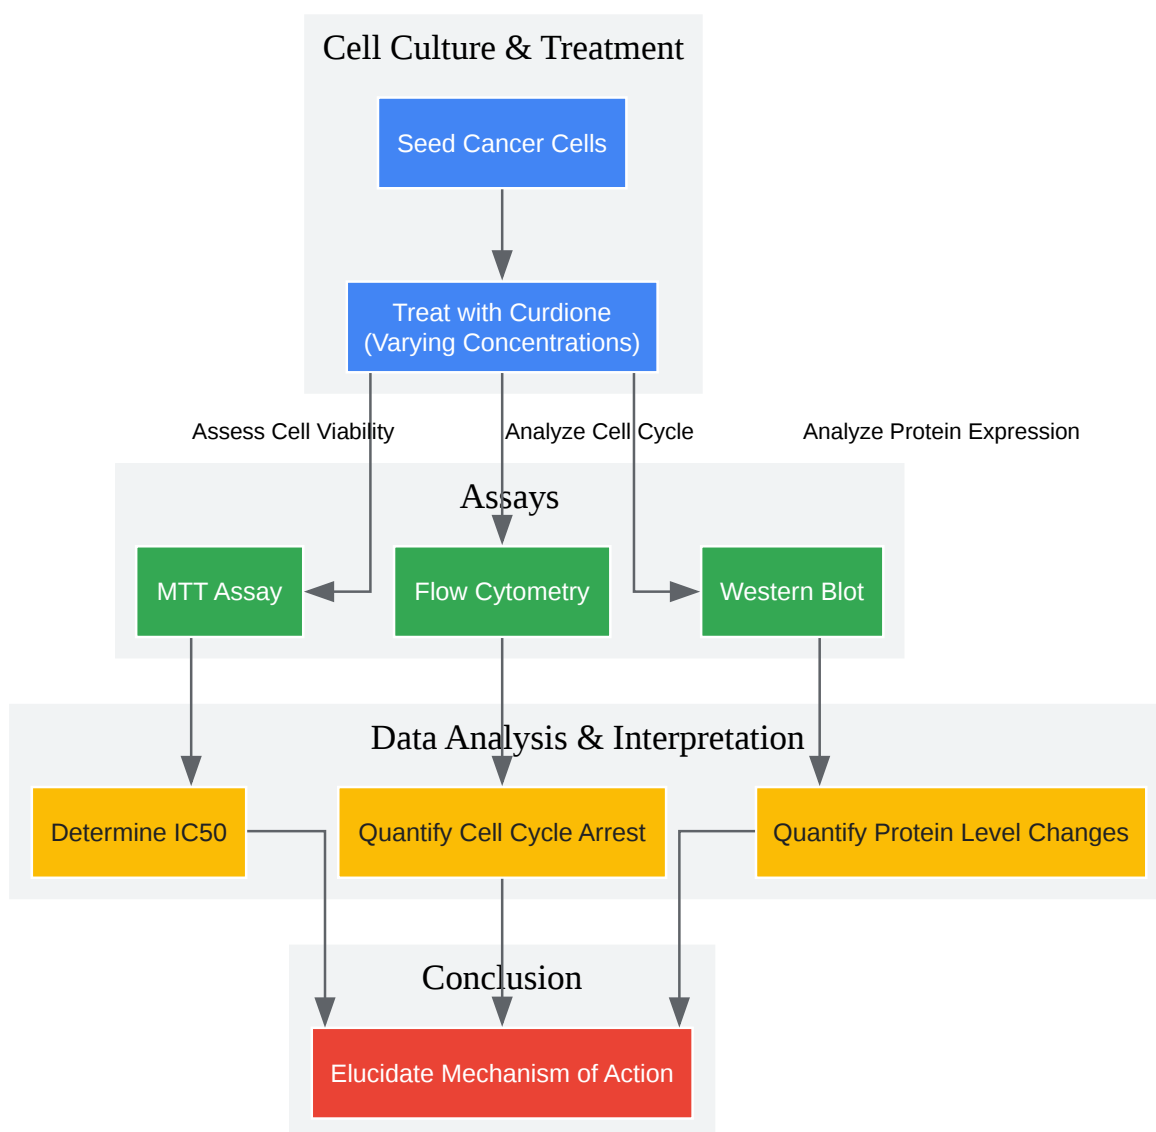 Cell Culture & Treatment
Seed Cancer Cells
Treat with Curdione
(Varying Concentrations)
Assess Cell Viability
Analyze Cell Cycle
Analyze Protein Expression
Assays
MTT Assay
Flow Cytometry
Western Blot
Data Analysis & Interpretation
Determine IC50
Quantify Cell Cycle Arrest
Quantify Protein Level Changes
Conclusion
Elucidate Mechanism of Action